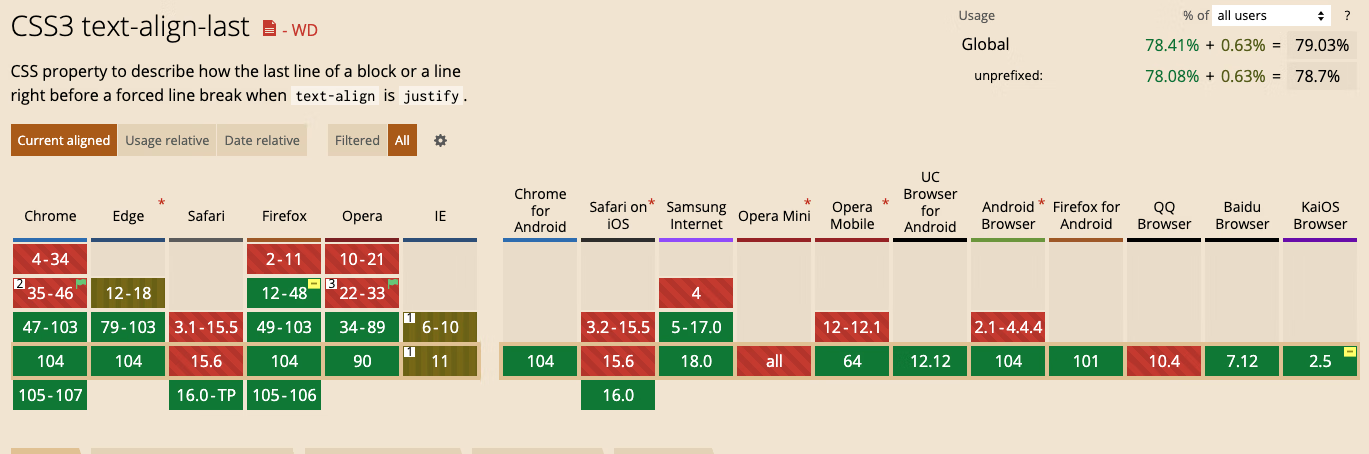 CSS3 text-align-last - WD
CSS property to describe how the last line of a block or a line
right before a forced line break when text-align is justify.
Usage % of all users ?
Global 78.41% + 0.63% = 79.03%
unprefixed: 78.08% + 0.63% = 78.7%
Current aligned Usage relative Date relative Filtered All
Chrome Edge * Safari Firefox Opera IE
Chrome for Android Safari on iOS * Samsung Internet Opera Mini * Opera Mobile * UC Browser for Android Android Browser * Firefox for Android QQ Browser Baidu Browser KaiOS Browser
4-34 2-11 10-21
2 35-46 12-18 12-48 3 22-33 4
47-103 79-103 3.1-15.5 49-103 34-89 1 6-10 3.2-15.5 5-17.0 12-12.1 2.1-4.4.4
104 104 15.6 104 90 1 11 104 15.6 18.0 all 64 12.12 104 101 10.4 7.12 2.5
105-107 16.0-TP 105-106 16.0